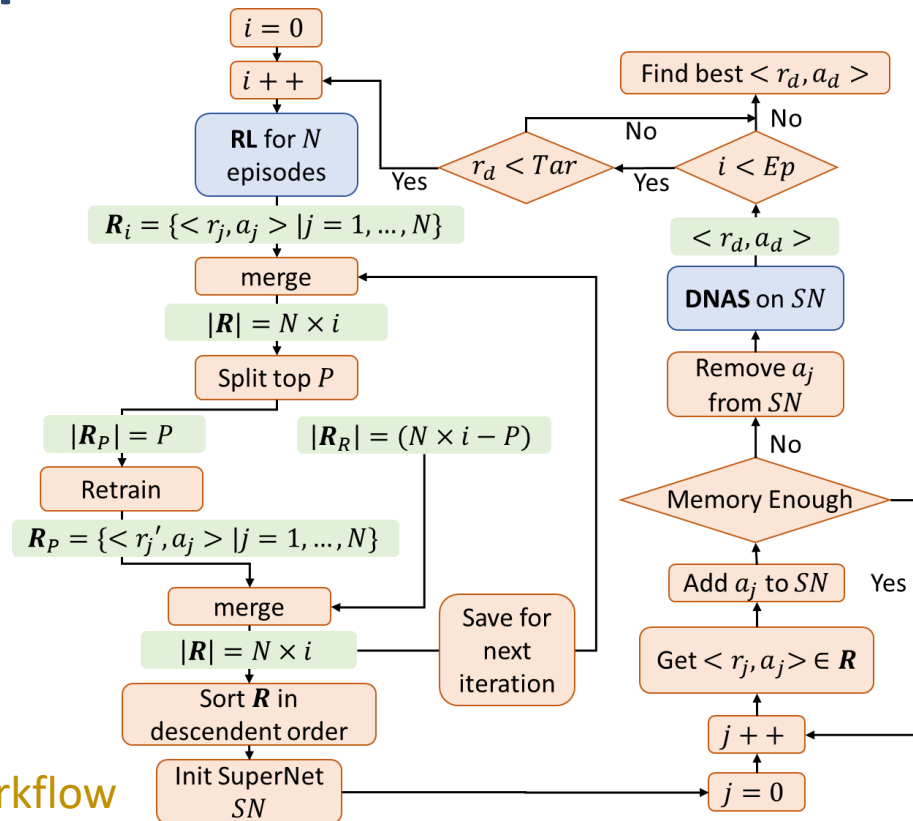 i = 0
i + +
RL for N
episodes
R_i = {< r_j, a_j > |j = 1, …, N}
merge
|R| = N × i
Split top P
|R_P| = P
|R_R| = (N × i − P)
Retrain
R_P = {< r_j′, a_j > |j = 1, …, N}
merge
|R| = N × i
Save for
next
iteration
Sort R in
descendent order
Init SuperNet
SN
j = 0
j + +
Get < r_j, a_j > ∈ R
Add a_j to SN
Yes
Memory Enough
No
Remove a_j
from SN
DNAS on SN
< r_d, a_d >
i < Ep
Yes
No
r_d < Tar
Yes
No
Find best < r_d, a_d >
rkflow